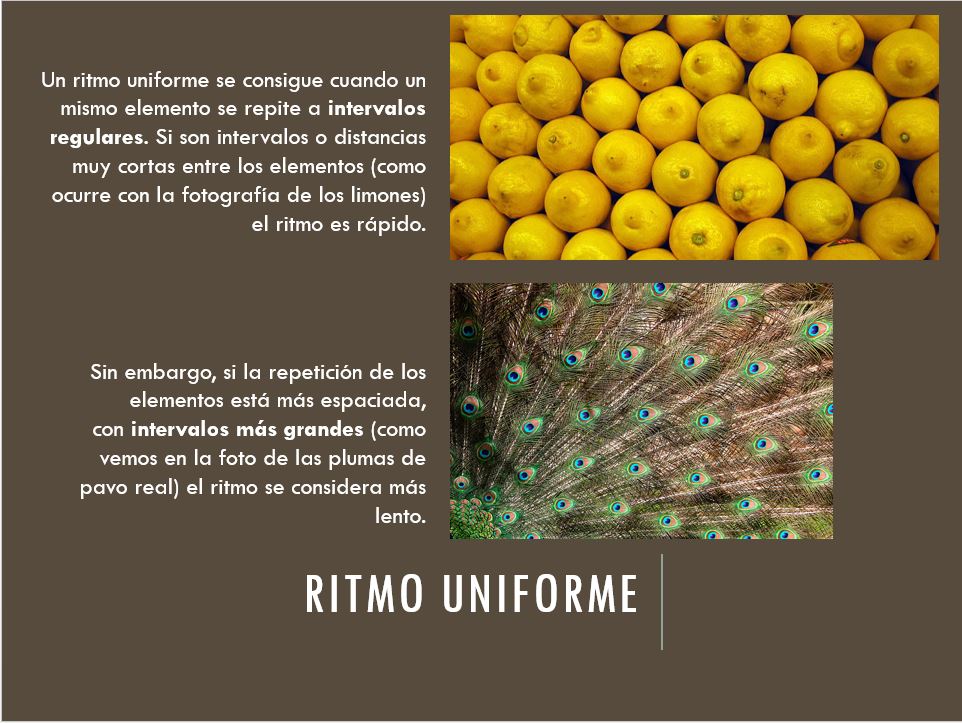 Un ritmo uniforme se consigue cuando un
mismo elemento se repite a intervalos
regulares. Si son intervalos o distancias
muy cortas entre los elementos (como
ocurre con la fotografía de los limones)
el ritmo es rápido.
Sin embargo, si la repetición de los
elementos está más espaciada,
con intervalos más grandes (como
vemos en la foto de las plumas de
pavo real) el ritmo se considera más
lento.
RITMO UNIFORME